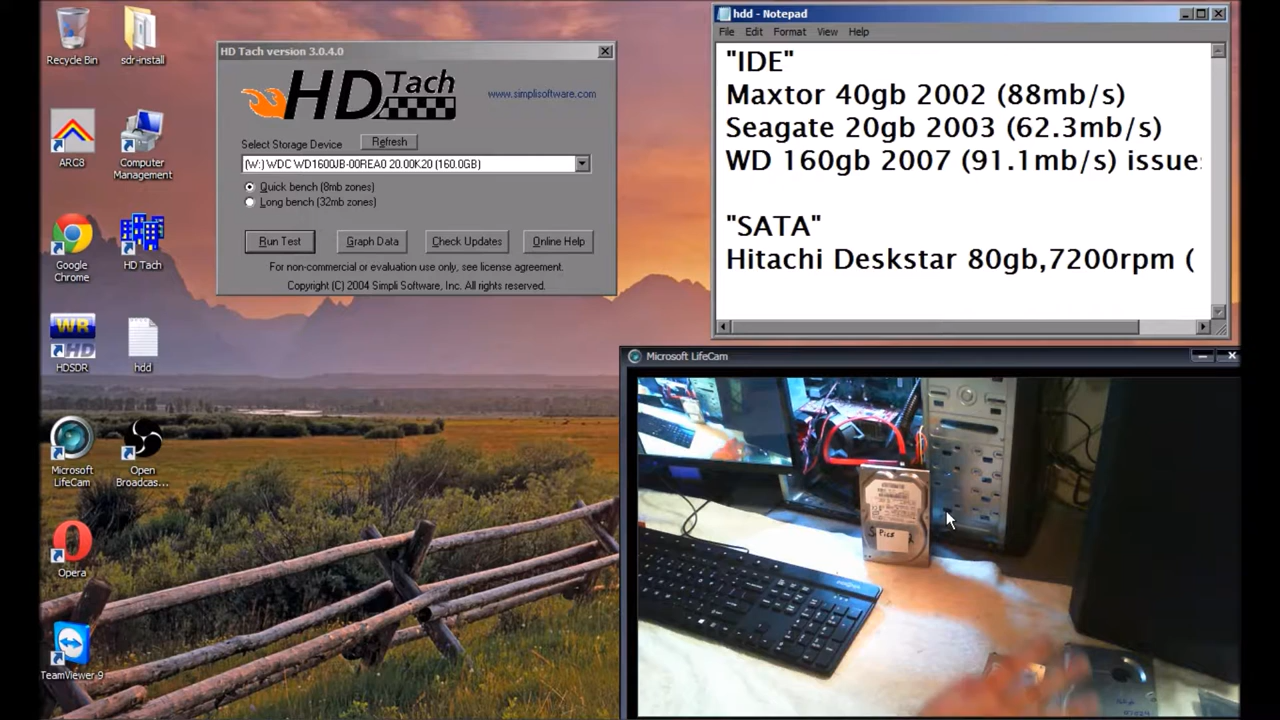 Recycle Bin
sdr-install
ARC8
Computer
Management
Google
Chrome
HD Tach
WR
HD
HDSDR
hdd
Microsoft
LifeCam
Open
Broadcas...
Opera
TeamViewer 9
HD Tach version 3.0.4.0
HD Tach
www.simplisoftware.com
Select Storage Device
Refresh
(W:) WDC WD1600JB-00REA0 20.00K20 (160.0GB)
Quick bench (8mb zones)
Long bench (32mb zones)
Run Test
Graph Data
Check Updates
Online Help
For non-commercial or evaluation use only, see license agreement.
Copyright (C) 2004 Simpli Software, Inc. All rights reserved.
hdd - Notepad
File Edit Format View Help
"IDE"
Maxtor 40gb 2002 (88mb/s)
Seagate 20gb 2003 (62.3mb/s)
WD 160gb 2007 (91.1mb/s) issue
"SATA"
Hitachi Deskstar 80gb,7200rpm (
Microsoft LifeCam
Pics